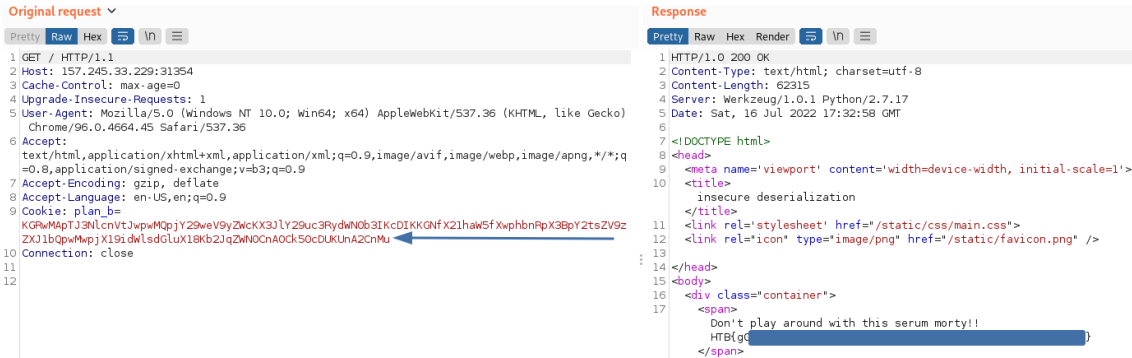 Original request
Pretty Raw Hex \n
1 GET / HTTP/1.1
2 Host: 157.245.33.229:31354
3 Cache-Control: max-age=0
4 Upgrade-Insecure-Requests: 1
5 User-Agent: Mozilla/5.0 (Windows NT 10.0; Win64; x64) AppleWebKit/537.36 (KHTML, like Gecko)
Chrome/96.0.4664.45 Safari/537.36
6 Accept:
text/html,application/xhtml+xml,application/xml;q=0.9,image/avif,image/webp,image/apng,*/*;q
=0.8,application/signed-exchange;v=b3;q=0.9
7 Accept-Encoding: gzip, deflate
8 Accept-Language: en-US,en;q=0.9
9 Cookie: plan_b=
KGRwMApTJ3NlcnVtJwpwMQpjY29weV9yZWcKX3JlY29uc3RydWN0b3IKcDIKKGNfX21haW5fXwphbnRpX3BpY2tsZV9z
ZXJ1bQpwMwpjX19idWlsdGluX18Kb2JqZWN0CnA0Ck50cDUKUnA2CnMu
10 Connection: close
11
12
Response
Pretty Raw Hex Render \n
1 HTTP/1.0 200 OK
2 Content-Type: text/html; charset=utf-8
3 Content-Length: 62315
4 Server: Werkzeug/1.0.1 Python/2.7.17
5 Date: Sat, 16 Jul 2022 17:32:58 GMT
6
7 <!DOCTYPE html>
8 <head>
9 <meta name='viewport' content='width=device-width, initial-scale=1'>
10 <title>
insecure deserialization
</title>
11 <link rel='stylesheet' href="/static/css/main.css">
12 <link rel="icon" type="image/png" href="/static/favicon.png" />
13
14 </head>
15 <body>
16 <div class="container">
17 <span>
Don't play around with this serum morty!!
HTB{g0 }
</span>